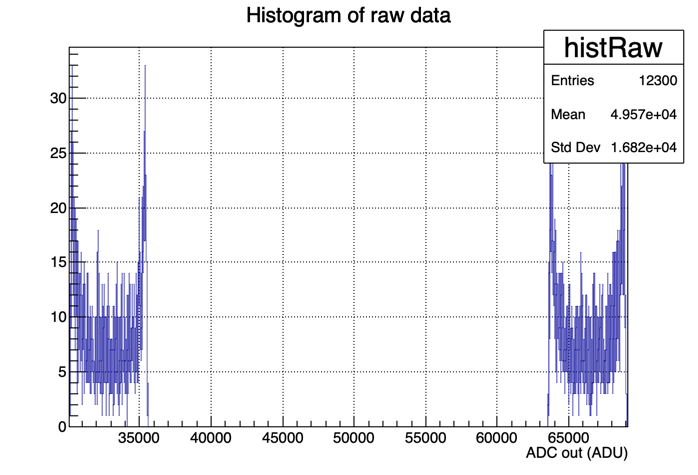 Histogram of raw data
histRaw
Entries 12300
Mean 4.957e+04
Std Dev 1.682e+04
30
25
20
15
10
5
0
35000 40000 45000 50000 55000 60000 65000
ADC out (ADU)